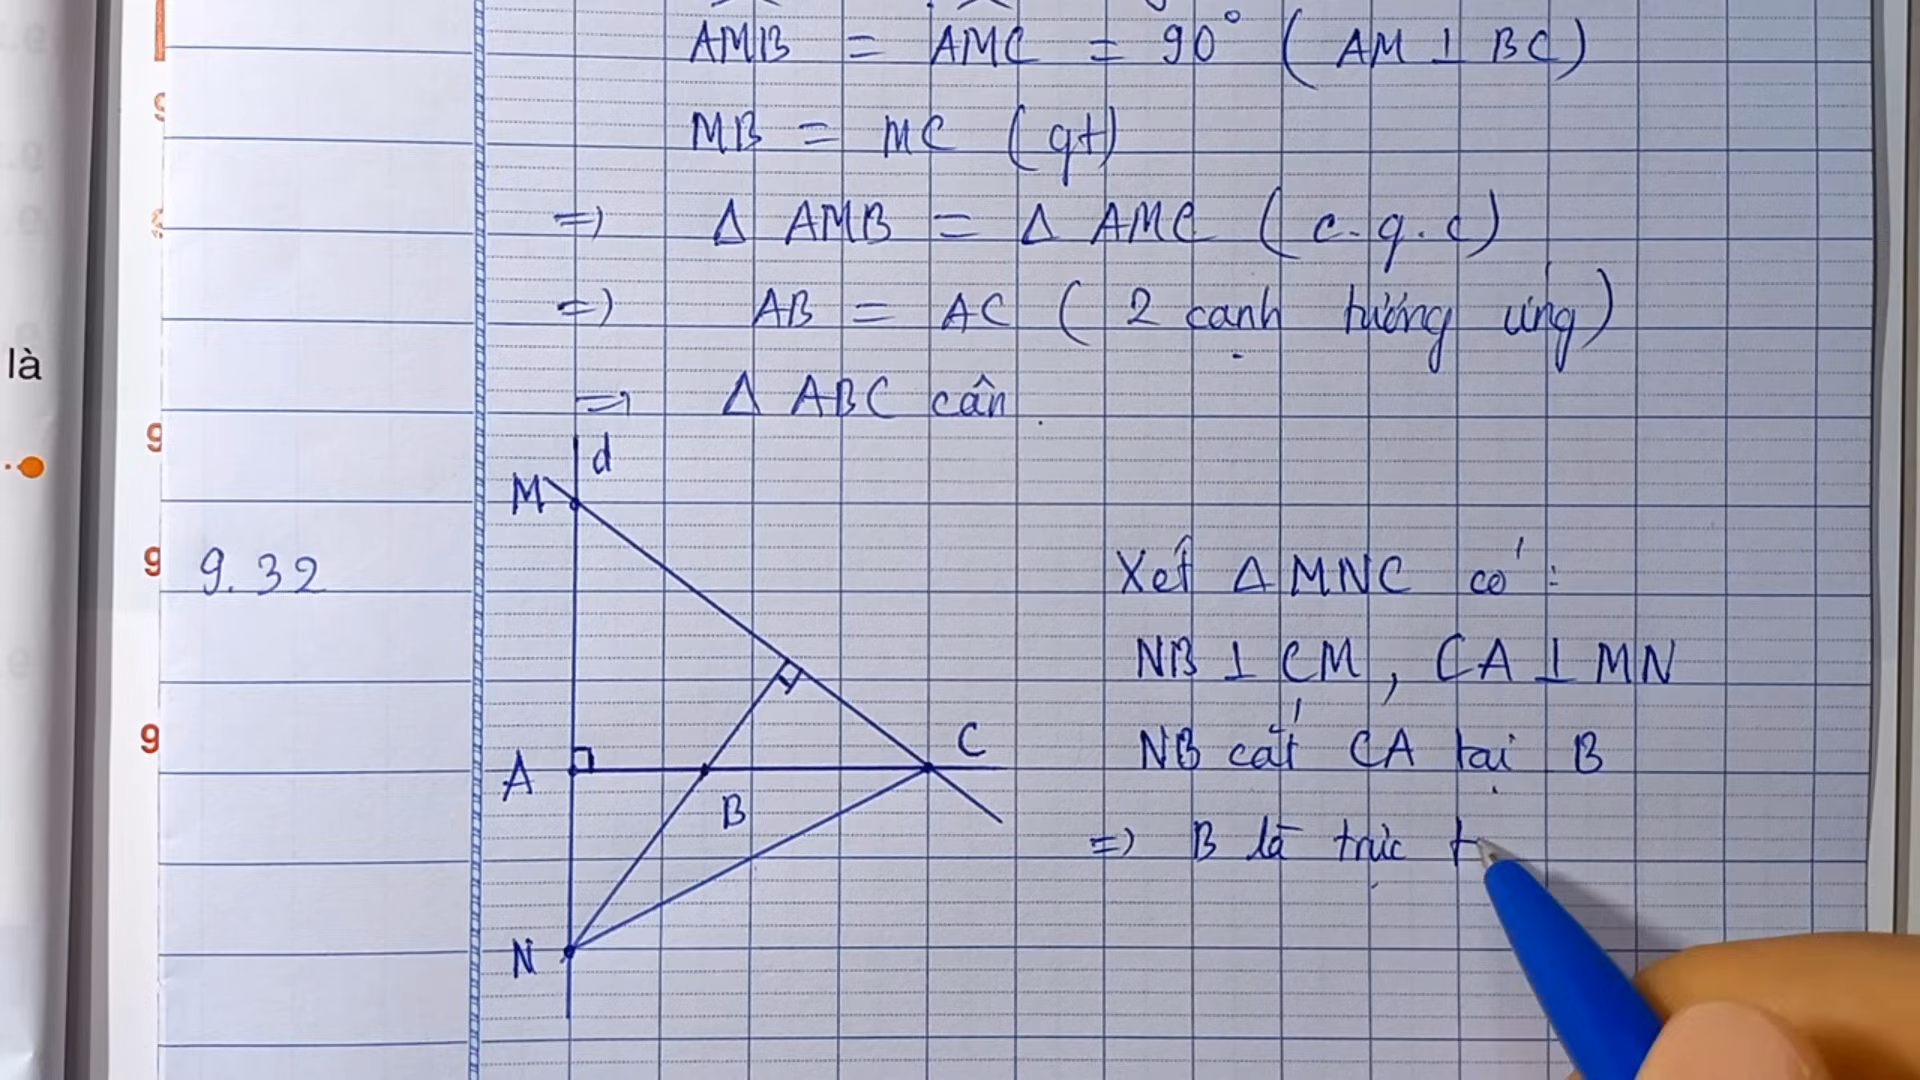 AMB = AMC = 90° ( AM ⊥ BC )
MB = MC (gt)
=> Δ AMB = Δ AMC ( c.g.c )
=> AB = AC ( 2 cạnh tương ứng )
=> Δ ABC cân
là
d
M
9.32
Xét Δ MNC có :
NB ⊥ CM , CA ⊥ MN
A
B
C
NB cắt CA tại B
=> B là trực t
N
9
9
9
9